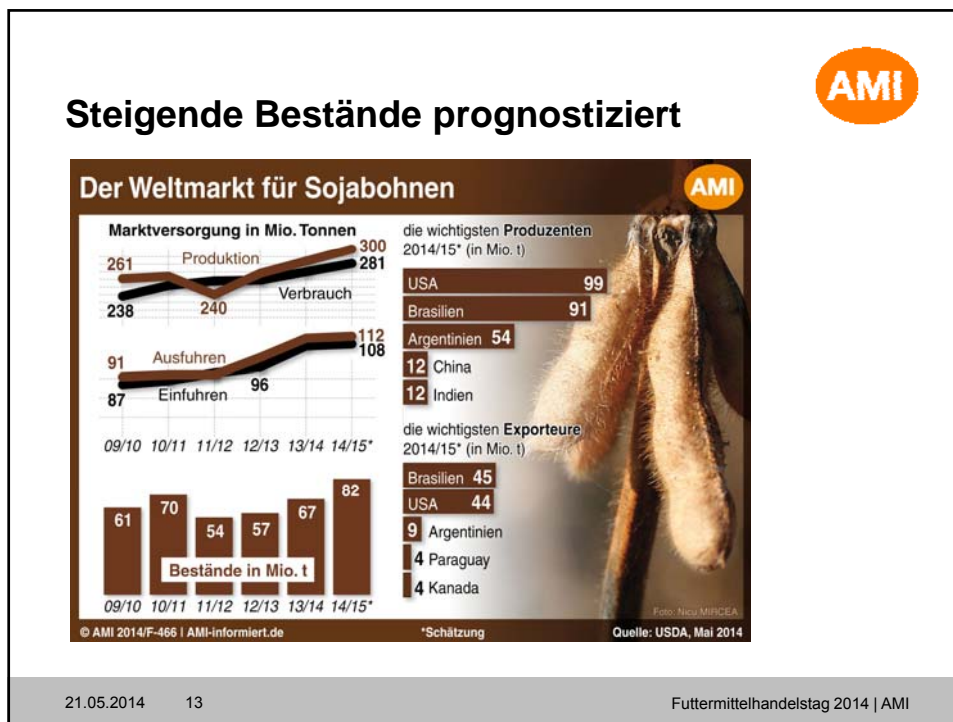 AMI
Steigende Bestände prognostiziert
Der Weltmarkt für Sojabohnen
AMI
Marktversorgung in Mio. Tonnen
261
Produktion
300
281
Verbrauch
238
240
91
Ausfuhren
112
108
Einfuhren
87
96
09/10 10/11 11/12 12/13 13/14 14/15*
61 70 54 57 67 82
Bestände in Mio. t
09/10 10/11 11/12 12/13 13/14 14/15*
die wichtigsten Produzenten
2014/15* (in Mio. t)
USA 99
Brasilien 91
Argentinien 54
12 China
12 Indien
die wichtigsten Exporteure
2014/15* (in Mio. t)
Brasilien 45
USA 44
9 Argentinien
4 Paraguay
4 Kanada
Foto: Nicu MIRCEA
© AMI 2014/F-466 I AMI-informiert.de *Schätzung Quelle: USDA, Mai 2014
21.05.2014 13 Futtermittelhandelstag 2014 | AMI